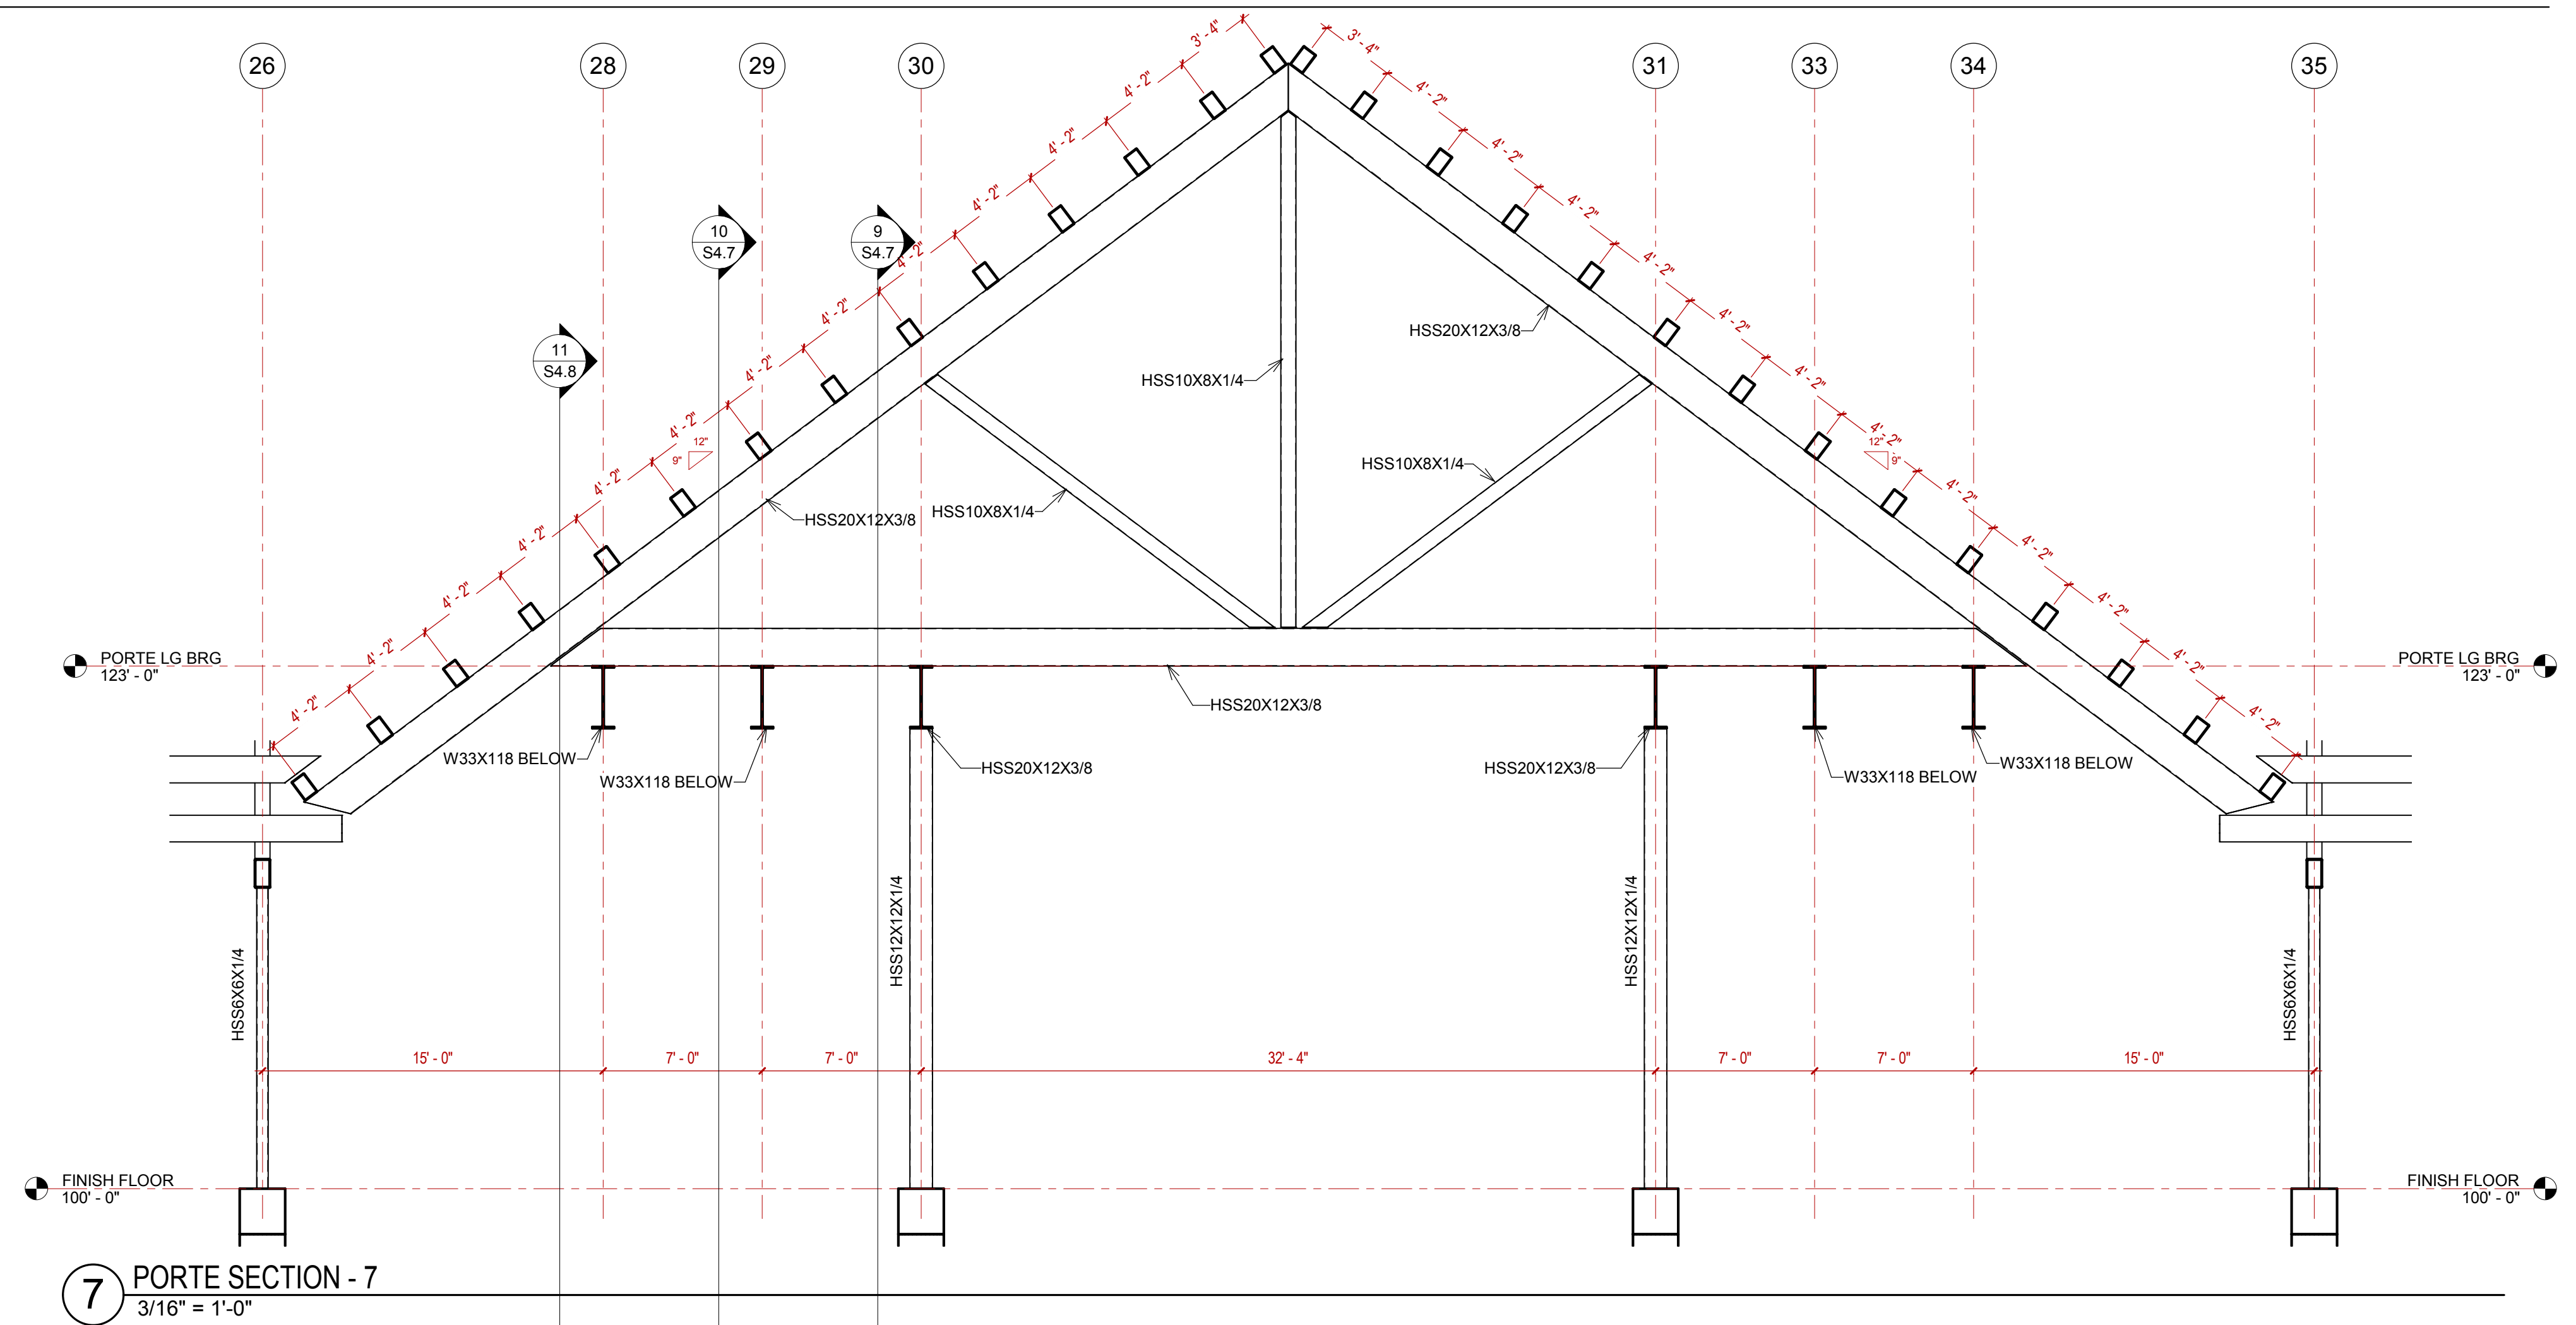 26
28
29
30
31
33
34
35
3' - 4"
4' - 2"
4' - 2"
4' - 2"
4' - 2"
4' - 2"
4' - 2"
4' - 2"
4' - 2"
4' - 2"
4' - 2"
4' - 2"
4' - 2"
3' - 4"
4' - 2"
4' - 2"
4' - 2"
4' - 2"
4' - 2"
4' - 2"
4' - 2"
4' - 2"
4' - 2"
4' - 2"
4' - 2"
4' - 2"
10
S4.7
9
S4.7
11
S4.8
12"
9"
12"
9"
HSS20X12X3/8
HSS10X8X1/4
HSS10X8X1/4
HSS10X8X1/4
HSS20X12X3/8
PORTE LG BRG
123' - 0"
PORTE LG BRG
123' - 0"
HSS20X12X3/8
W33X118 BELOW
W33X118 BELOW
HSS20X12X3/8
HSS20X12X3/8
W33X118 BELOW
W33X118 BELOW
HSS6X6X1/4
HSS12X12X1/4
HSS12X12X1/4
HSS6X6X1/4
15' - 0"
7' - 0"
7' - 0"
32' - 4"
7' - 0"
7' - 0"
15' - 0"
FINISH FLOOR
100' - 0"
FINISH FLOOR
100' - 0"
7
PORTE SECTION - 7
3/16" = 1'-0"